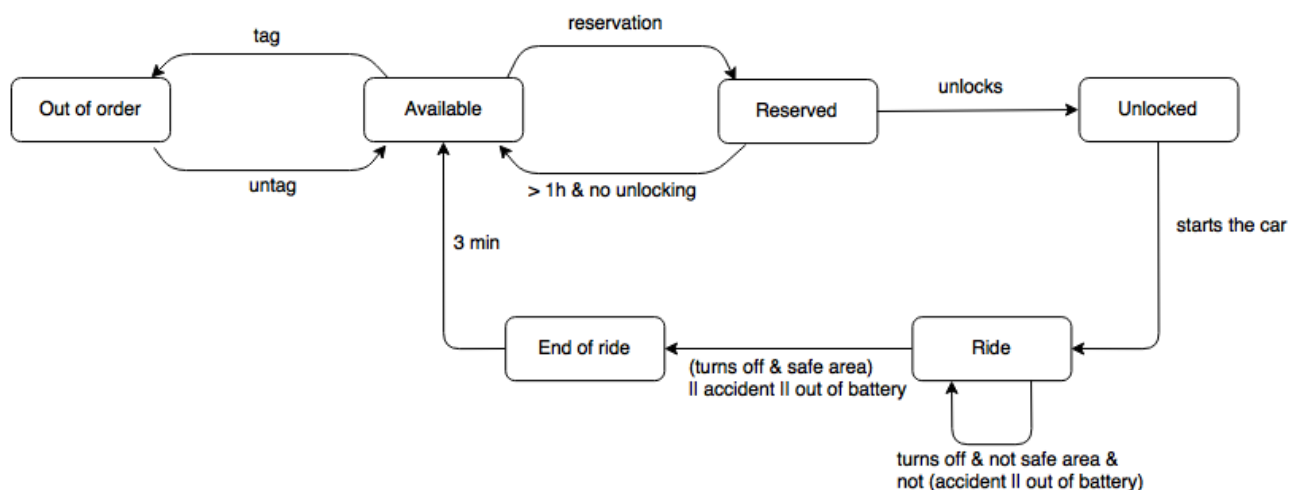 reservation
tag
Out of order
Available
Reserved
unlocks
Unlocked
untag
> 1h & no unlocking
starts the car
3 min
End of ride
Ride
(turns off & safe area)
|| accident || out of battery
turns off & not safe area &
not (accident || out of battery)